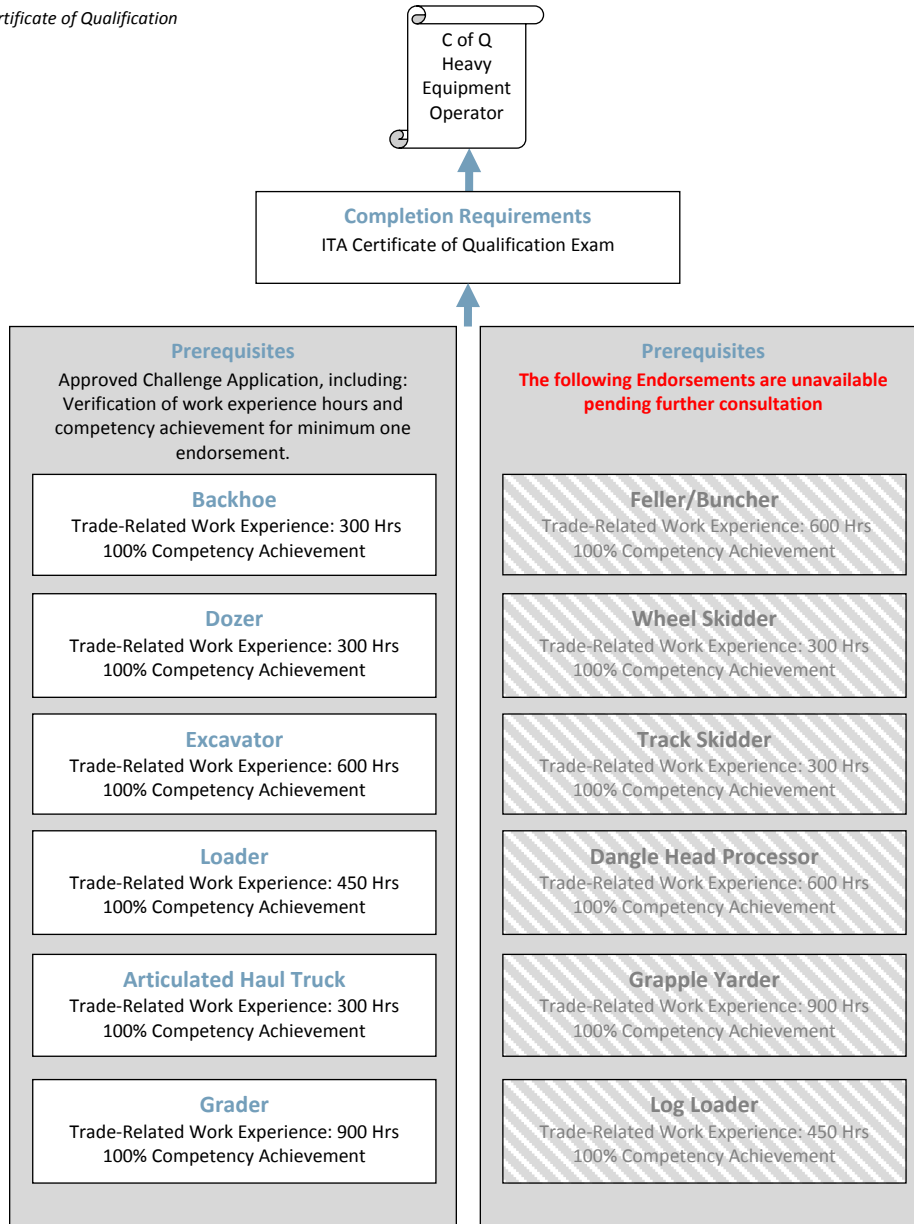 Certificate of Qualification
C of Q
Heavy
Equipment
Operator
Completion Requirements
ITA Certificate of Qualification Exam
Prerequisites
Approved Challenge Application, including:
Verification of work experience hours and
competency achievement for minimum one
endorsement.
Backhoe
Trade-Related Work Experience: 300 Hrs
100% Competency Achievement
Dozer
Trade-Related Work Experience: 300 Hrs
100% Competency Achievement
Excavator
Trade-Related Work Experience: 600 Hrs
100% Competency Achievement
Loader
Trade-Related Work Experience: 450 Hrs
100% Competency Achievement
Articulated Haul Truck
Trade-Related Work Experience: 300 Hrs
100% Competency Achievement
Grader
Trade-Related Work Experience: 900 Hrs
100% Competency Achievement
Prerequisites
The following Endorsements are unavailable
pending further consultation
Feller/Buncher
Trade-Related Work Experience: 600 Hrs
100% Competency Achievement
Wheel Skidder
Trade-Related Work Experience: 300 Hrs
100% Competency Achievement
Track Skidder
Trade-Related Work Experience: 300 Hrs
100% Competency Achievement
Dangle Head Processor
Trade-Related Work Experience: 600 Hrs
100% Competency Achievement
Grapple Yarder
Trade-Related Work Experience: 900 Hrs
100% Competency Achievement
Log Loader
Trade-Related Work Experience: 450 Hrs
100% Competency Achievement